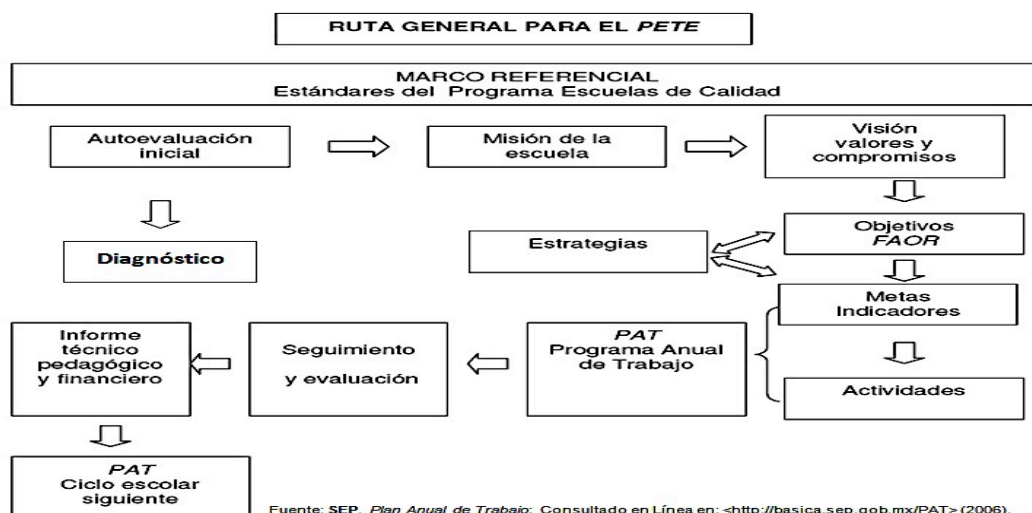 RUTA GENERAL PARA EL PETE
MARCO REFERENCIAL
Estándares del Programa Escuelas de Calidad
Autoevaluación
inicial
Misión de la
escuela
Visión
valores y
compromisos
Diagnóstico
Estrategias
Objetivos
FAOR
Metas
Indicadores
Informe
técnico
pedagógico
y financiero
Seguimiento
y evaluación
PAT
Programa Anual
de Trabajo
Actividades
PAT
Ciclo escolar
siguiente
Fuente: SEP. Plan Anual de Trabajo: Consultado en Línea en: <http://basica.sep.gob.mx/PAT> (2006).